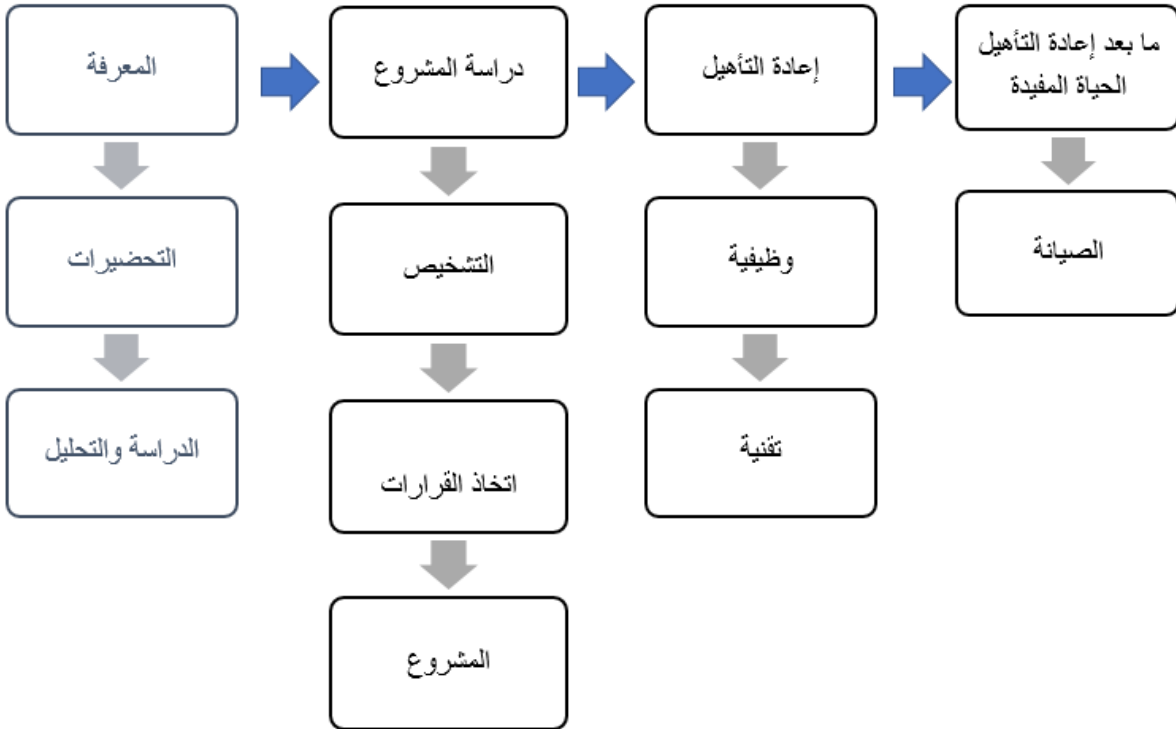 المعرفة
دراسة المشروع
إعادة التأهيل
ما بعد إعادة التأهيل
الحياة المفيدة
التحضيرات
التشخيص
وظيفية
الصيانة
الدراسة والتحليل
اتخاذ القرارات
تقنية
المشروع